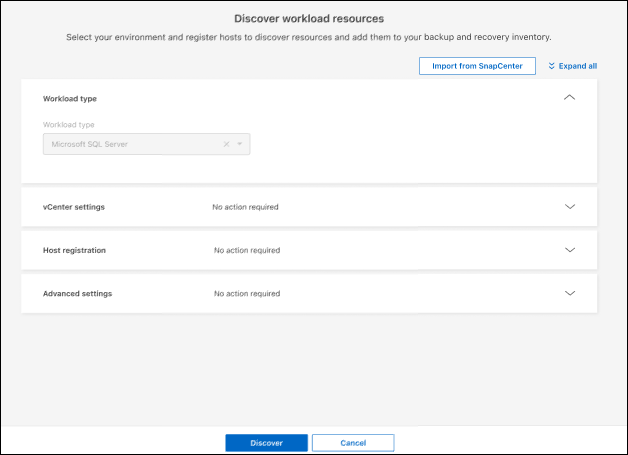 Discover workload resources
Select your environment and register hosts to discover resources and add them to your backup and recovery inventory.
Import from SnapCenter
Expand all
Workload type
Workload type
Microsoft SQL Server
vCenter settings No action required
Host registration No action required
Advanced settings No action required
Discover
Cancel